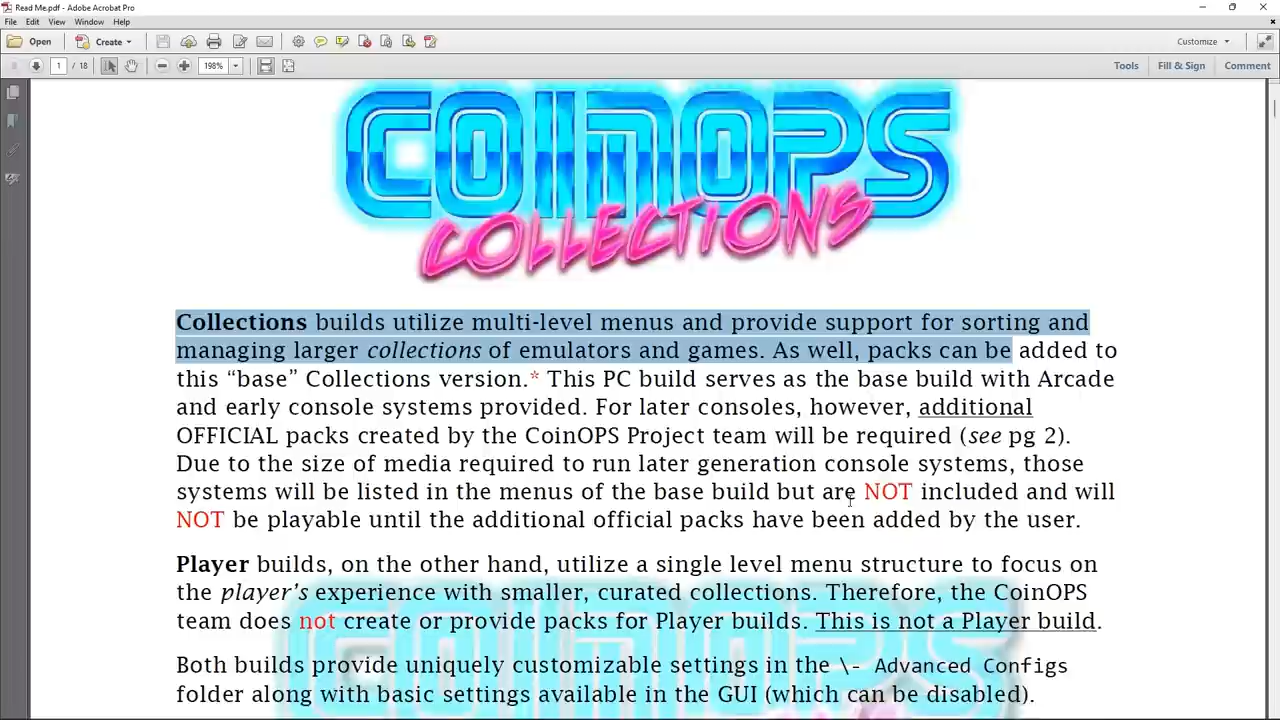 Read Me.pdf - Adobe Acrobat Pro
File Edit View Window Help
Open Create Customize
1 / 18 198% Tools Fill & Sign Comment
COINOPS
COLLECTIONS
Collections builds utilize multi-level menus and provide support for sorting and
managing larger collections of emulators and games. As well, packs can be added to
this “base” Collections version.* This PC build serves as the base build with Arcade
and early console systems provided. For later consoles, however, additional
OFFICIAL packs created by the CoinOPS Project team will be required (see pg 2).
Due to the size of media required to run later generation console systems, those
systems will be listed in the menus of the base build but are NOT included and will
NOT be playable until the additional official packs have been added by the user.
Player builds, on the other hand, utilize a single level menu structure to focus on
the player’s experience with smaller, curated collections. Therefore, the CoinOPS
team does not create or provide packs for Player builds. This is not a Player build.
Both builds provide uniquely customizable settings in the \- Advanced Configs
folder along with basic settings available in the GUI (which can be disabled).
COINOPS